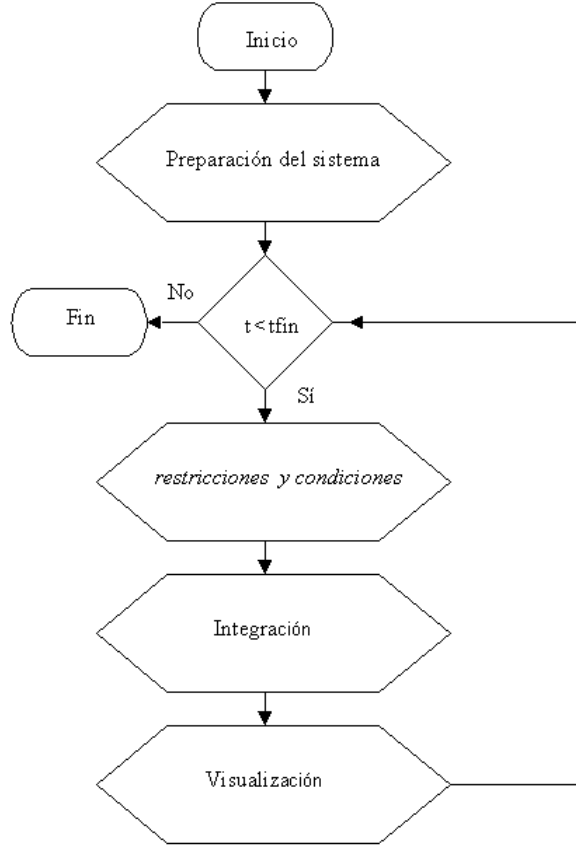 Inicio
Preparación del sistema
No
Fin
t<tfin
Sí
restricciones y condiciones
Integración
Visualización